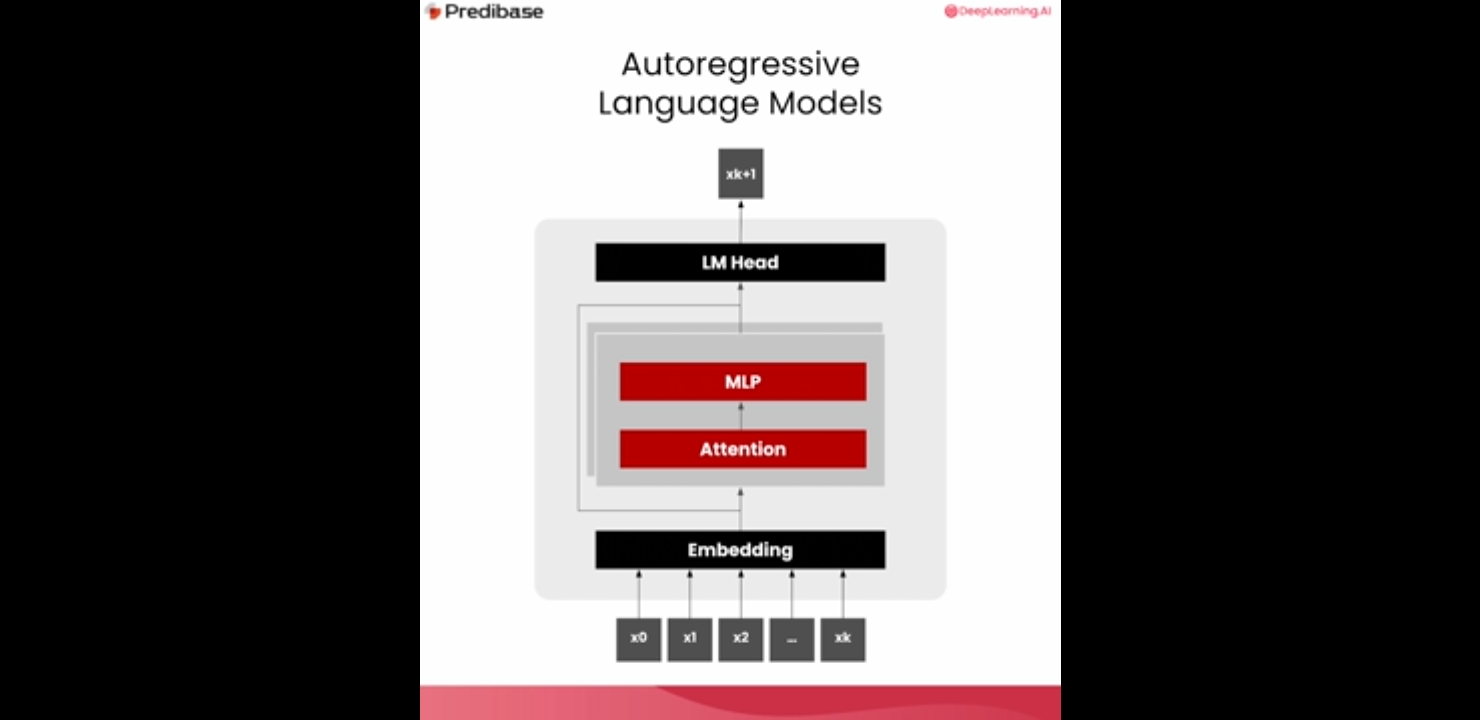 Predibase
DeepLearning.AI
Autoregressive
Language Models
xk+1
LM Head
MLP
Attention
Embedding
x0 x1 x2 ... xk